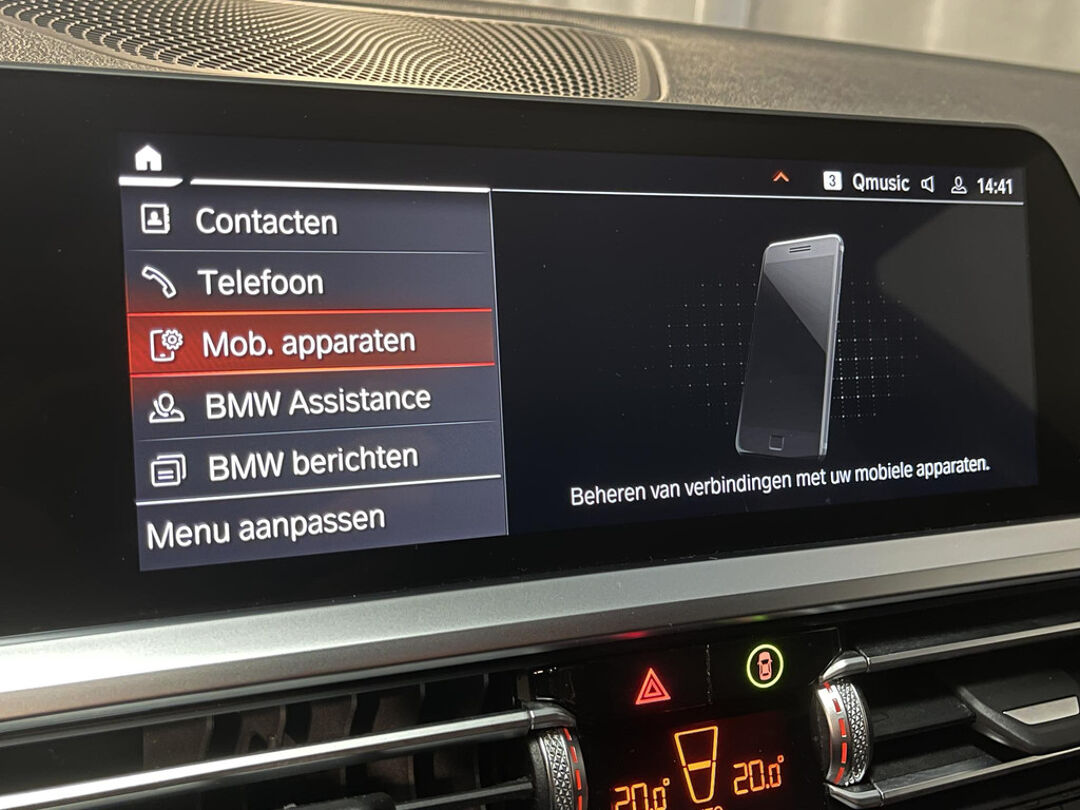 3 Qmusic 14:41
Contacten
Telefoon
Mob. apparaten
BMW Assistance
BMW berichten
Menu aanpassen
Beheren van verbindingen met uw mobiele apparaten.
20.0° 20.0°